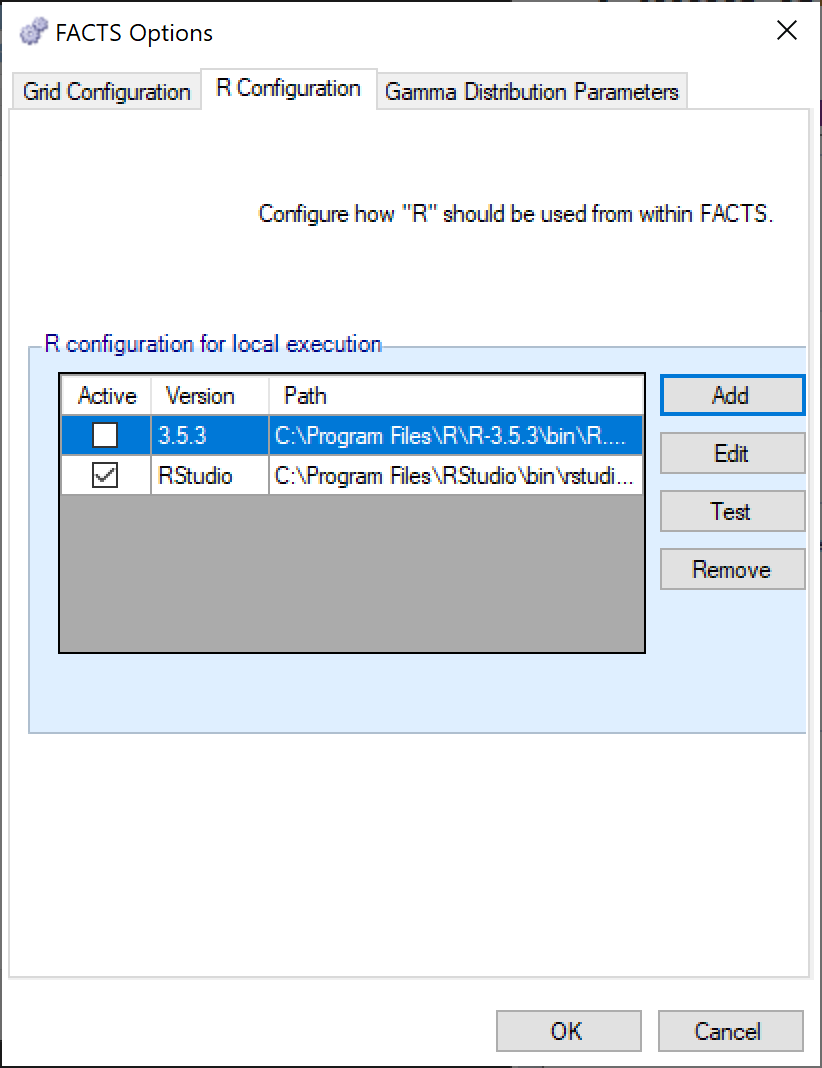 FACTS Options
Grid Configuration R Configuration Gamma Distribution Parameters
Configure how "R" should be used from within FACTS.
R configuration for local execution
Active Version Path Add
3.5.3 C:\Program Files\R\R-3.5.3\bin\R....
Edit
RStudio C:\Program Files\RStudio\bin\rstudi...
Test
Remove
OK Cancel